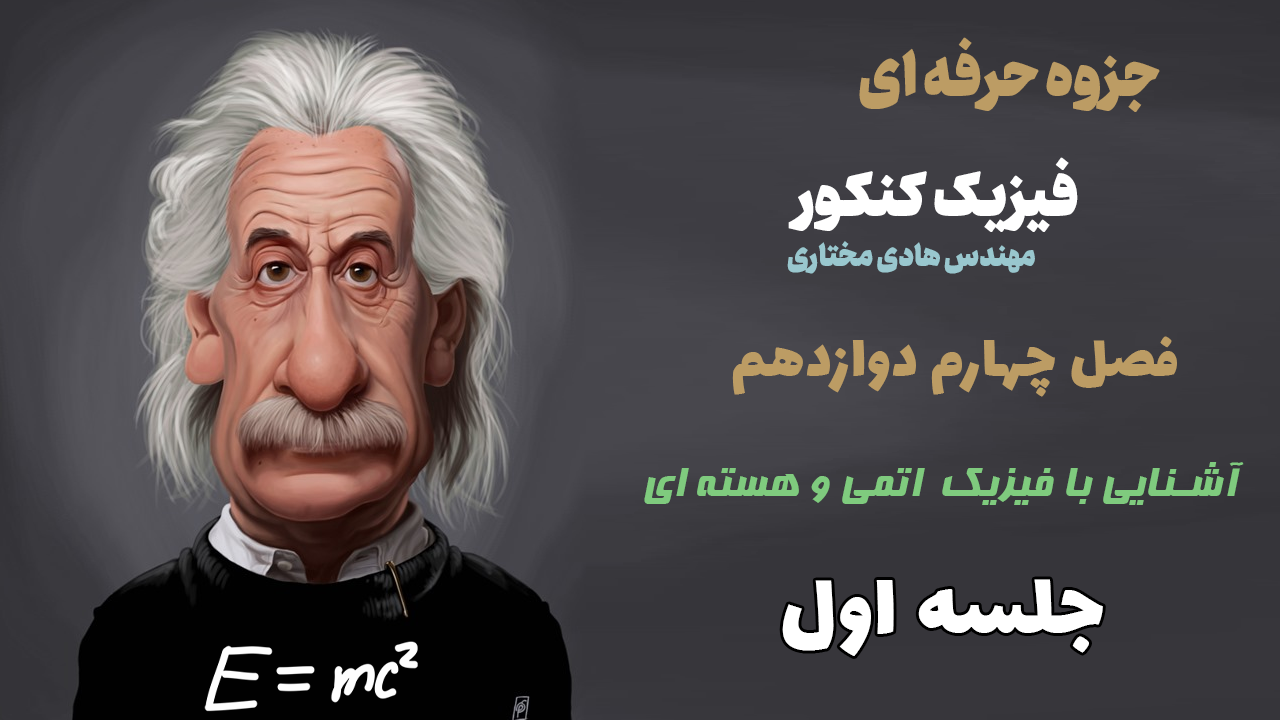 جزوه حرفه ای
فیزیک کنکور
مهندس هادی مختاری
فصل چهارم دوازدهم
آشنایی با فیزیک اتمی و هسته ای
جلسه اول
E = mc²